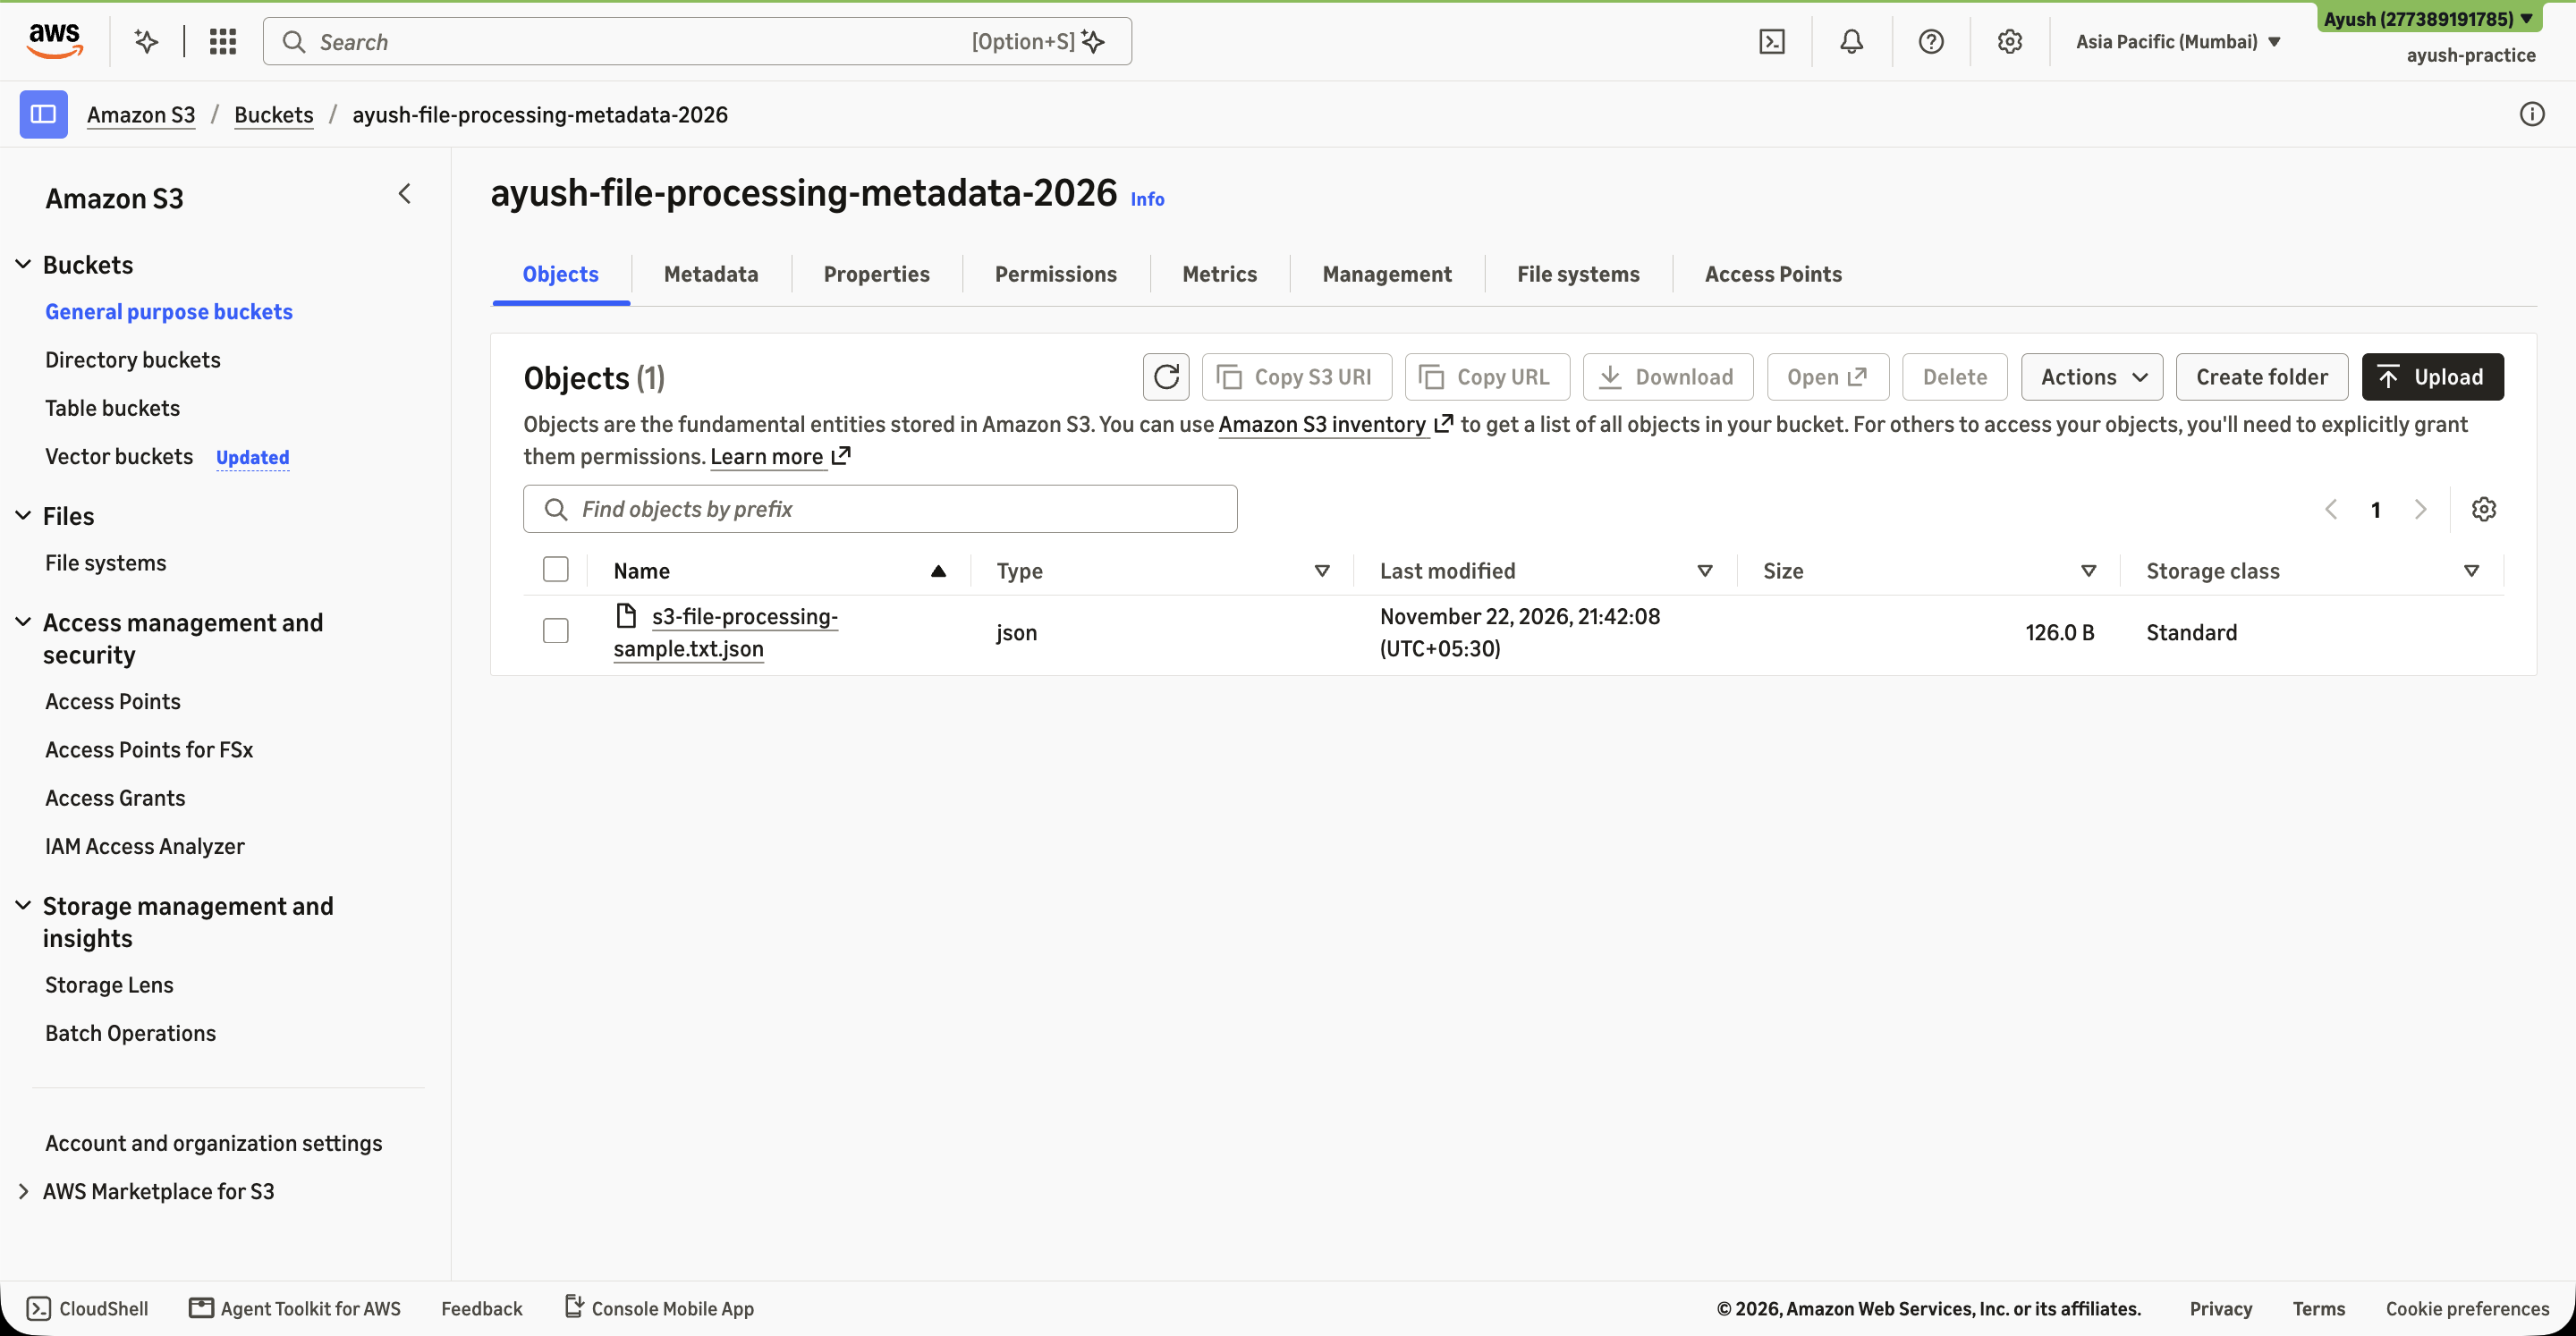 aws
Search
[Option+S]
Asia Pacific (Mumbai)
Ayush (277389191785)
ayush-practice
Amazon S3 / Buckets / ayush-file-processing-metadata-2026
Amazon S3
Buckets
General purpose buckets
Directory buckets
Table buckets
Vector buckets Updated
Files
File systems
Access management and
security
Access Points
Access Points for FSx
Access Grants
IAM Access Analyzer
Storage management and
insights
Storage Lens
Batch Operations
Account and organization settings
AWS Marketplace for S3
ayush-file-processing-metadata-2026 Info
Objects Metadata Properties Permissions Metrics Management File systems Access Points
Objects (1)
Copy S3 URI Copy URL Download Open Delete Actions Create folder Upload
Objects are the fundamental entities stored in Amazon S3. You can use Amazon S3 inventory to get a list of all objects in your bucket. For others to access your objects, you'll need to explicitly grant
them permissions. Learn more
Find objects by prefix
1
Name Type Last modified Size Storage class
s3-file-processing-
sample.txt.json
json
November 22, 2026, 21:42:08
(UTC+05:30)
126.0 B
Standard
CloudShell Agent Toolkit for AWS Feedback Console Mobile App
© 2026, Amazon Web Services, Inc. or its affiliates. Privacy Terms Cookie preferences